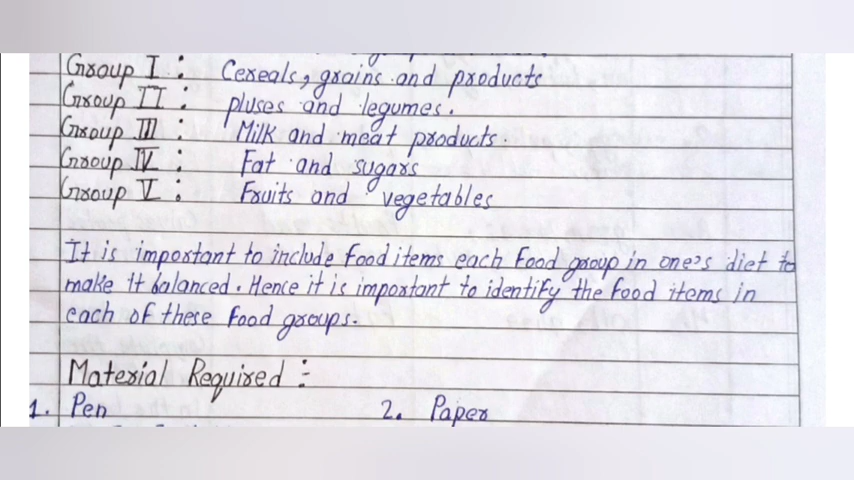 Group I : Cereals, grains and products
Group II : pluses and legumes.
Group III : Milk and meat products.
Group IV : Fat and sugars
Group V : Fruits and vegetables
It is important to include food items each food group in one's diet to
make it balanced. Hence it is important to identify the food items in
each of these food groups.
Material Required :-
1. Pen 2. Paper